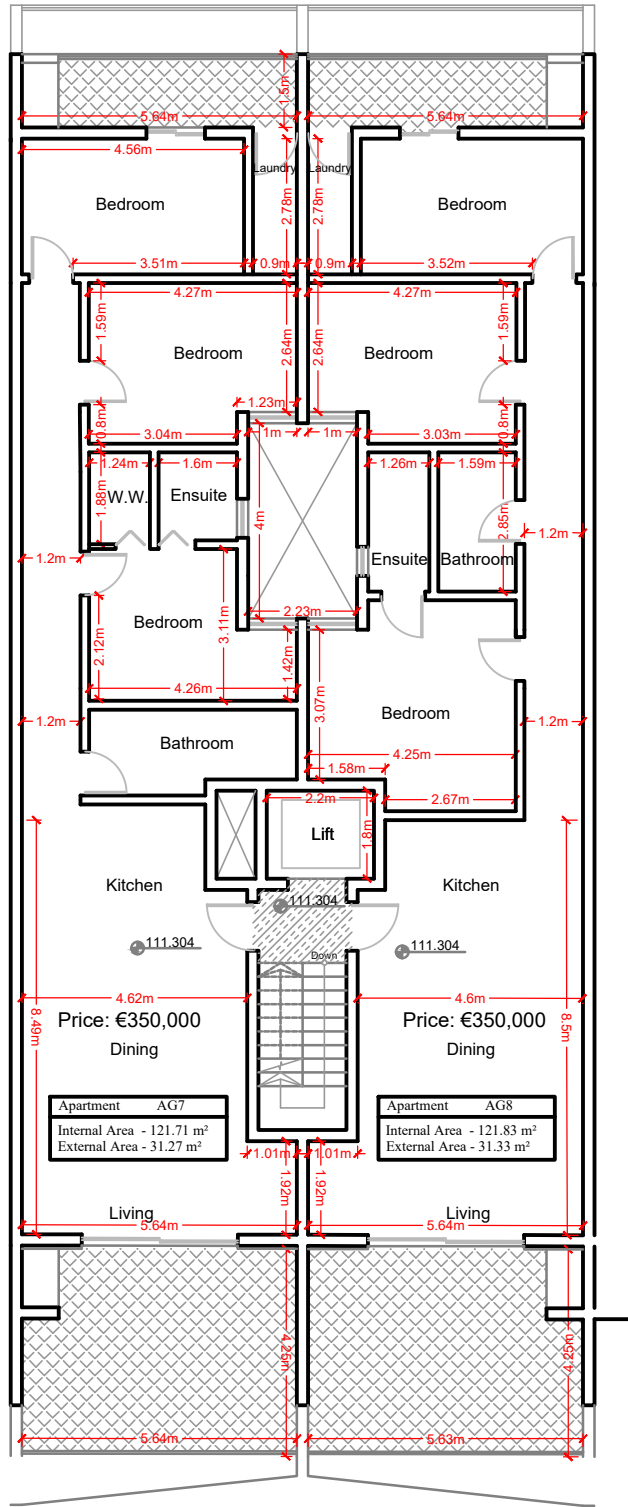 1.5m
5.64m 5.64m
4.56m
Laundry Laundry
2.78m 2.78m
Bedroom Bedroom
3.51m 0.9m 0.9m 3.52m
4.27m 4.27m
1.59m 2.64m 2.64m 1.59m
Bedroom Bedroom
1.23m
0.8m 3.04m 1m 1m 3.03m 0.8m
1.24m 1.6m 1.26m 1.59m
1.88m W.W. Ensuite 4m 2.85m
1.2m Ensuite Bathroom 1.2m
2.23m
Bedroom 3.11m
2.12m 1.42m
4.26m 3.07m
Bedroom
1.2m 1.2m
Bathroom 4.25m
1.58m
2.2m 2.67m
Lift 1.8m
Kitchen Kitchen
111.304
111.304 111.304
Down
4.62m 4.6m
8.49m 8.5m
Price: €350,000 Price: €350,000
Dining Dining
Apartment AG7 Apartment AG8
Internal Area - 121.71 m² Internal Area - 121.83 m²
External Area - 31.27 m² External Area - 31.33 m²
1.01m 1.01m
1.92m 1.92m
Living Living
5.64m 5.64m
4.25m 4.25m
5.64m 5.63m